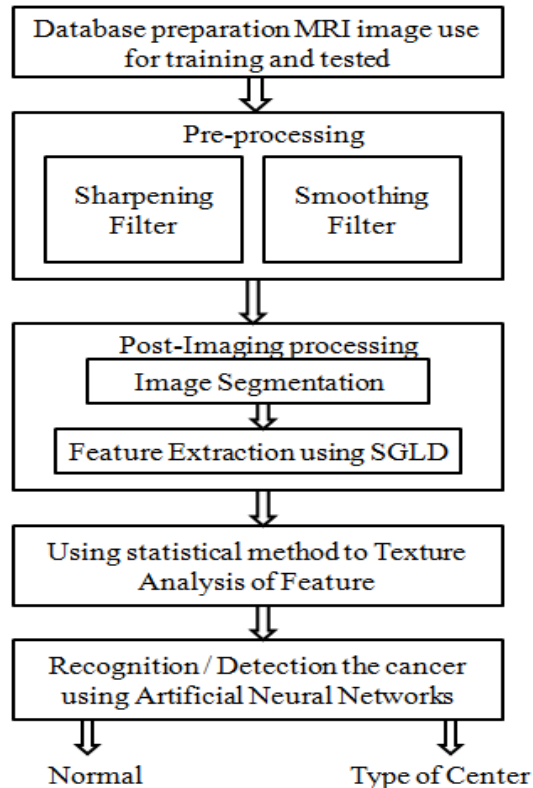 Database preparation MRI image use
for training and tested
Pre-processing
Sharpening
Filter
Smoothing
Filter
Post-Imaging processing
Image Segmentation
Feature Extraction using SGLD
Using statistical method to Texture
Analysis of Feature
Recognition / Detection the cancer
using Artificial Neural Networks
Normal
Type of Center